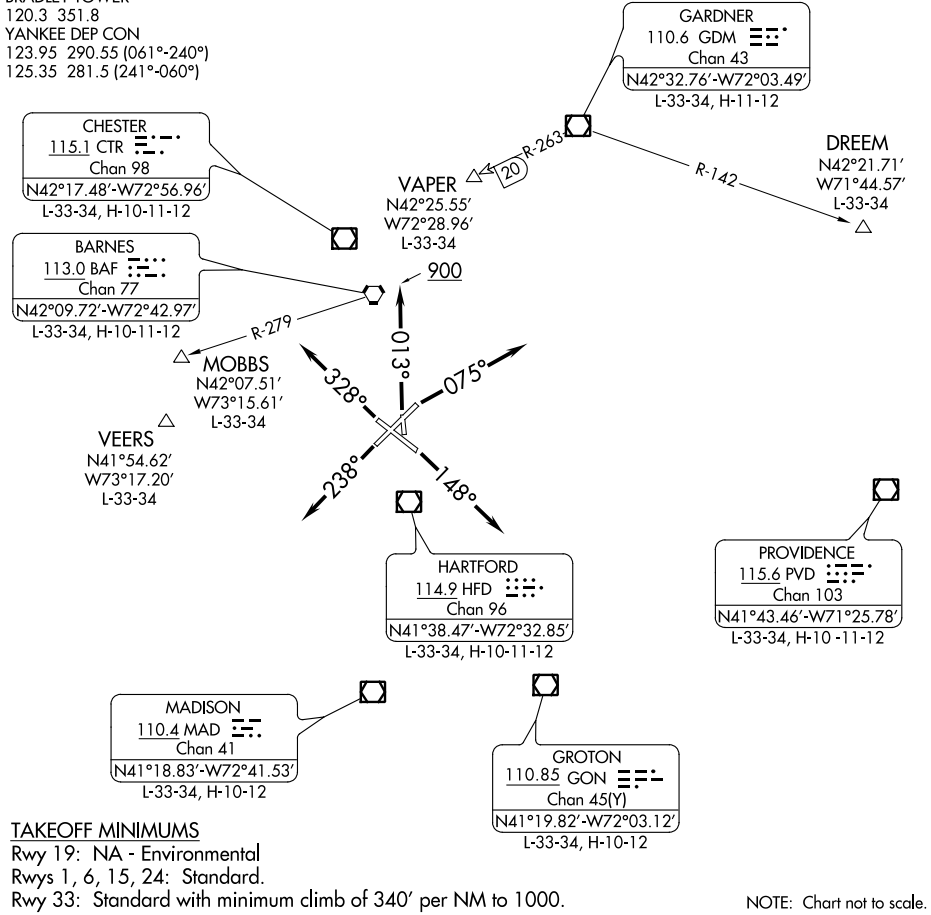 BRADLEY TOWER
120.3 351.8
YANKEE DEP CON
123.95 290.55 (061°-240°)
125.35 281.5 (241°-060°)
GARDNER
110.6 GDM
Chan 43
N42°32.76'-W72°03.49'
L-33-34, H-11-12
CHESTER
115.1 CTR
Chan 98
N42°17.48'-W72°56.96'
L-33-34, H-10-11-12
R-263
20
R-142
DREEM
N42°21.71'
W71°44.57'
L-33-34
VAPER
N42°25.55'
W72°28.96'
L-33-34
BARNES
113.0 BAF
Chan 77
N42°09.72'-W72°42.97'
L-33-34, H-10-11-12
900
R-279
MOBBS
N42°07.51'
W73°15.61'
L-33-34
013°
328°
075°
238°
148°
VEERS
N41°54.62'
W73°17.20'
L-33-34
HARTFORD
114.9 HFD
Chan 96
N41°38.47'-W72°32.85'
L-33-34, H-10-11-12
PROVIDENCE
115.6 PVD
Chan 103
N41°43.46'-W71°25.78'
L-33-34, H-10 -11-12
MADISON
110.4 MAD
Chan 41
N41°18.83'-W72°41.53'
L-33-34, H-10-12
GROTON
110.85 GON
Chan 45(Y)
N41°19.82'-W72°03.12'
L-33-34, H-10-12
TAKEOFF MINIMUMS
Rwy 19: NA - Environmental
Rwys 1, 6, 15, 24: Standard.
Rwy 33: Standard with minimum climb of 340' per NM to 1000.
NOTE: Chart not to scale.